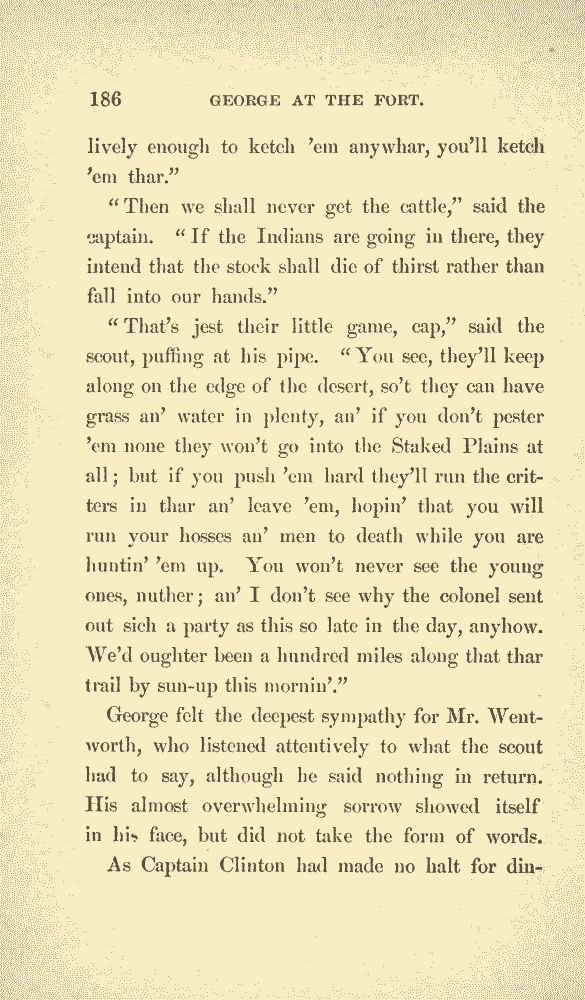 186 GEORGE AT THE FORT.
lively enough to ketch ’em anywhar, you’ll ketch
’em thar.”
“Then we shall never get the cattle,” said the
captain. “If the Indians are going in there, they
intend that the stock shall die of thirst rather than
fall into our hands.”
“That’s jest their little game, cap,” said the
scout, puffing at his pipe. “You see, they’ll keep
along on the edge of the desert, so’t they can have
grass an’ water in plenty, an’ if you don’t pester
’em none they won’t go into the Staked Plains at
all; but if you push ’em hard they’ll run the crit-
ters in thar an’ leave ’em, hopin’ that you will
run your hosses an’ men to death while you are
huntin’ ’em up. You won’t never see the young
ones, nuther; an’ I don’t see why the colonel sent
out sich a party as this so late in the day, anyhow.
We’d oughter been a hundred miles along that thar
trail by sun-up this mornin’.”
George felt the deepest sympathy for Mr. Went-
worth, who listened attentively to what the scout
had to say, although he said nothing in return.
His almost overwhelming sorrow showed itself
in his face, but did not take the form of words.
As Captain Clinton had made no halt for din-